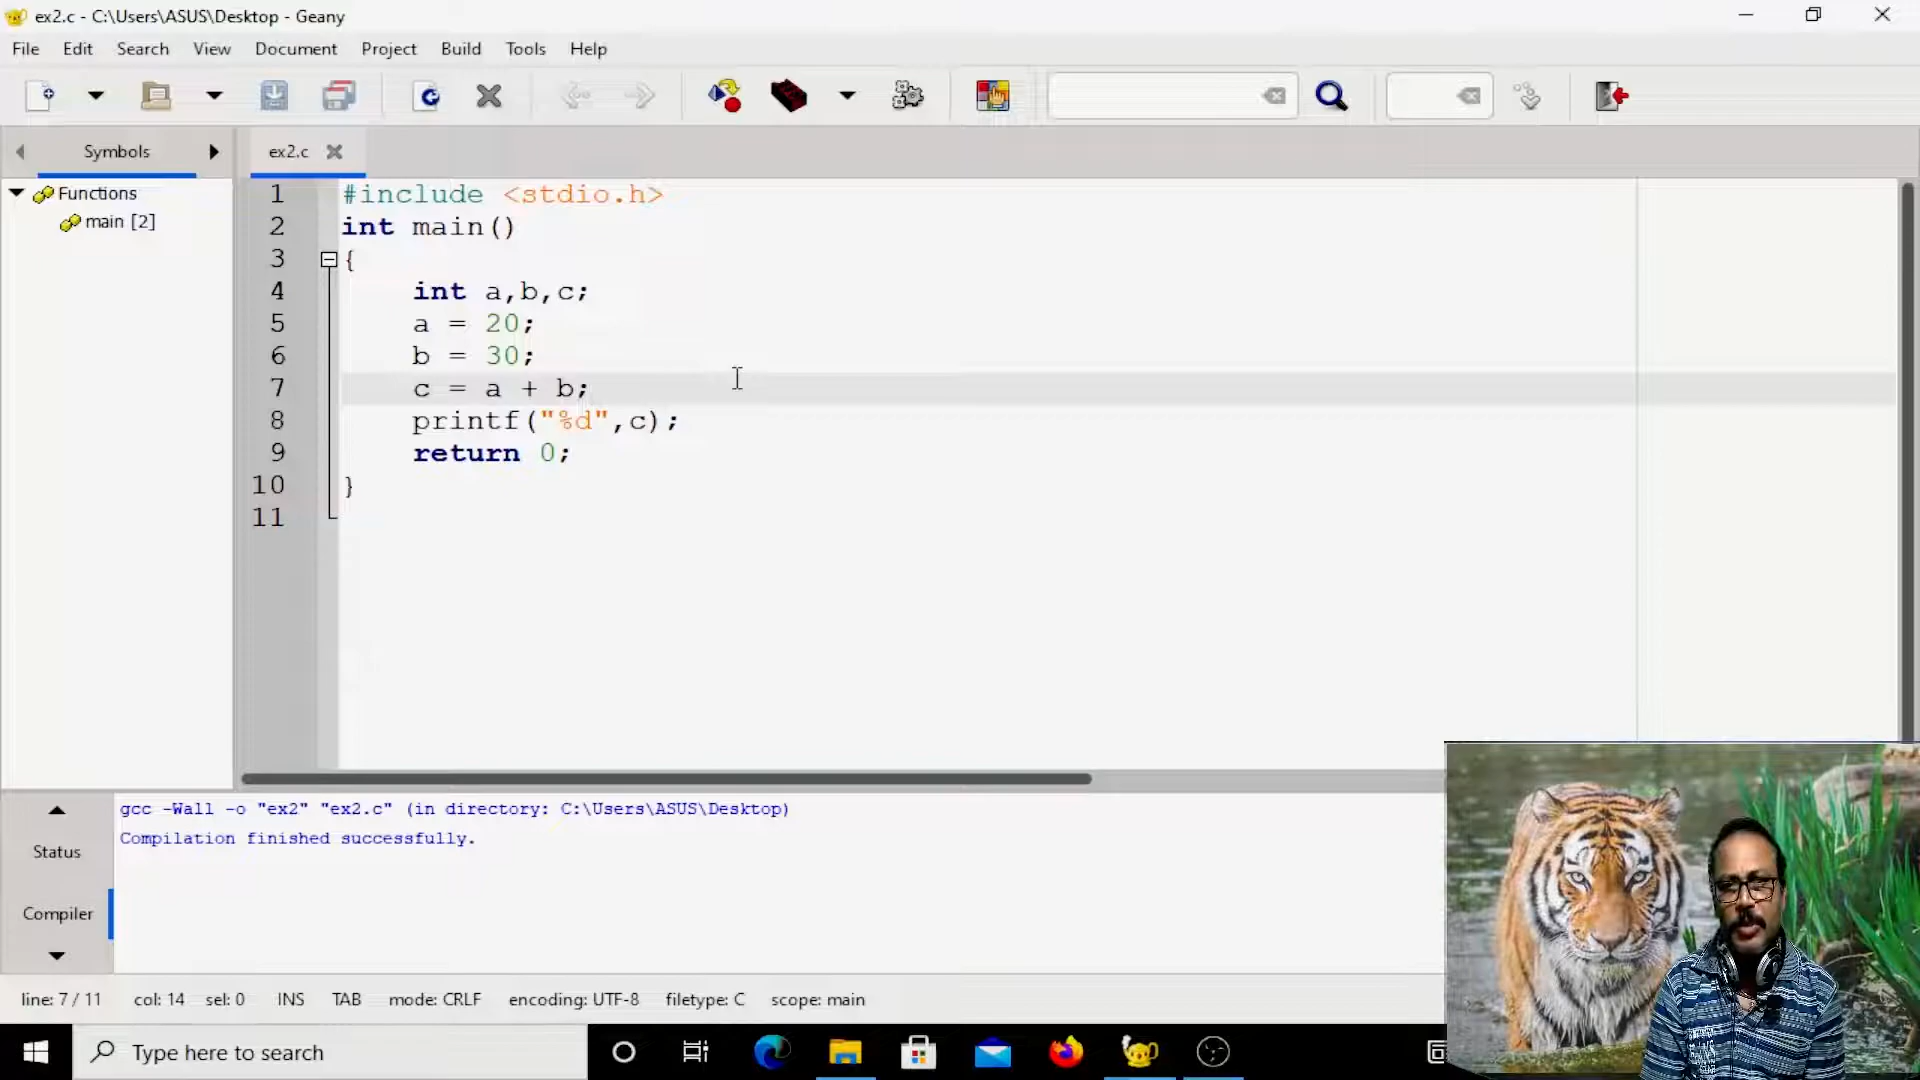 ex2.c - C:\Users\ASUS\Desktop - Geany
File Edit Search View Document Project Build Tools Help
Symbols
ex2.c
Functions
main [2]
1 #include <stdio.h>
2 int main()
3 {
4 int a,b,c;
5 a = 20;
6 b = 30;
7 c = a + b;
8 printf("%d",c);
9 return 0;
10 }
11
Status
Compiler
gcc -Wall -o "ex2" "ex2.c" (in directory: C:\Users\ASUS\Desktop)
Compilation finished successfully.
line: 7 / 11 col: 14 sel: 0 INS TAB mode: CRLF encoding: UTF-8 filetype: C scope: main
Type here to search